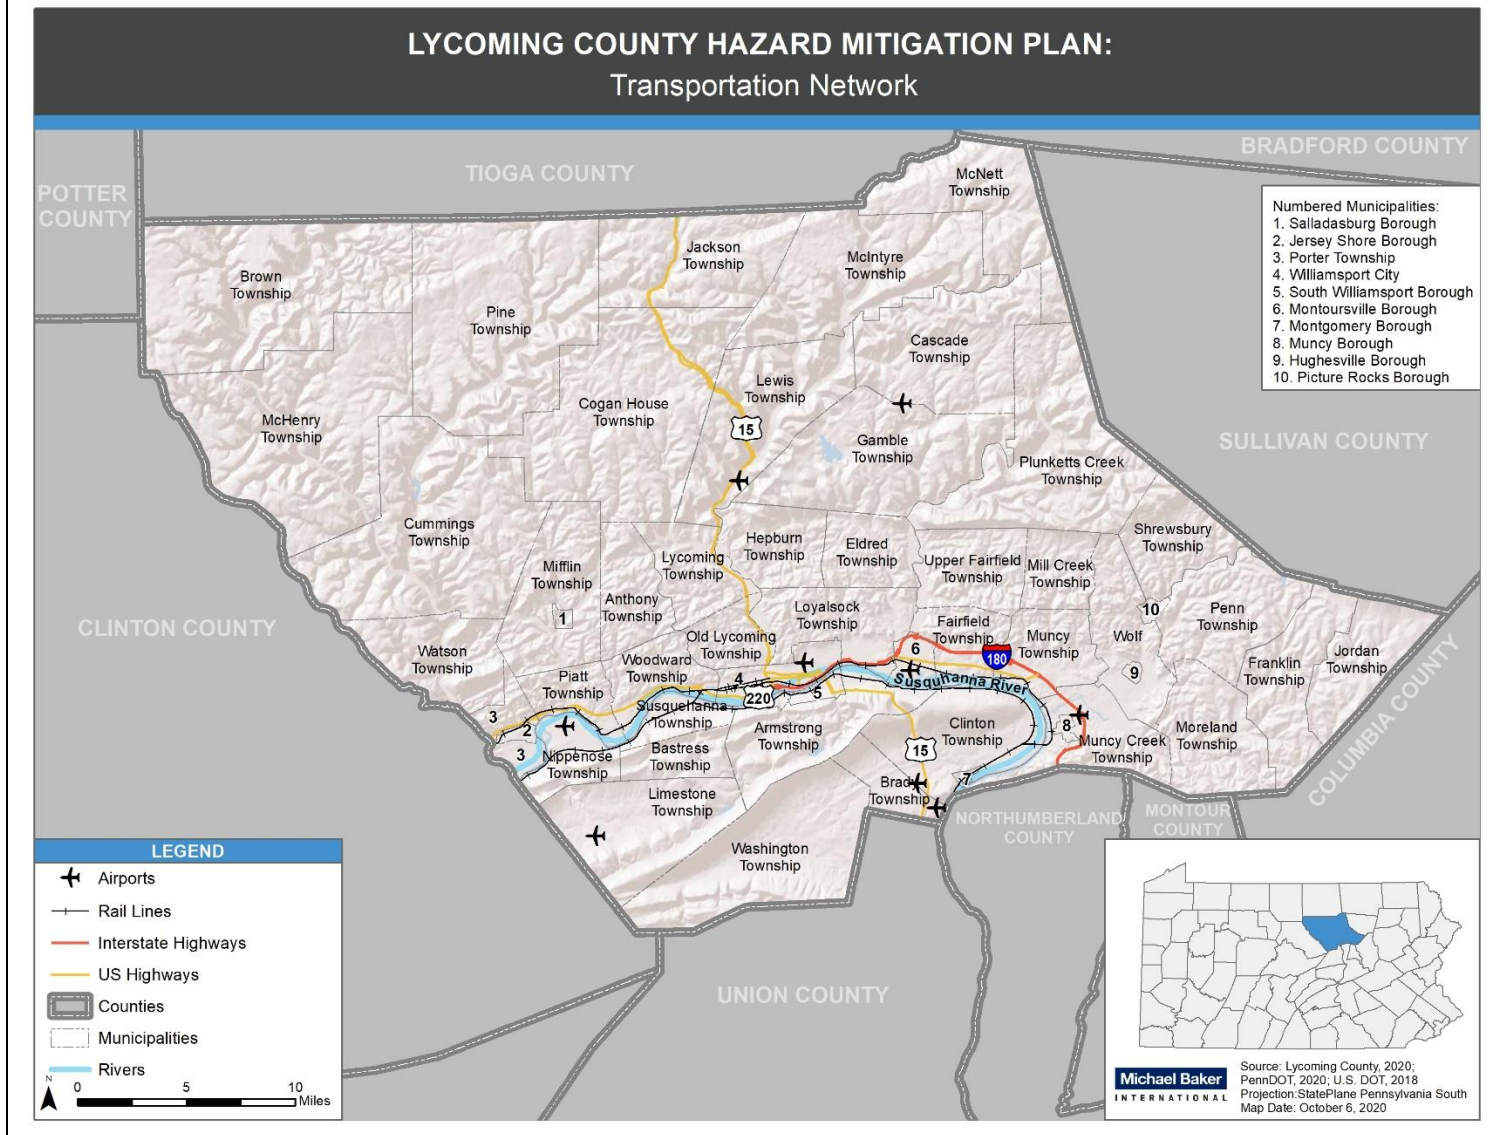 LYCOMING COUNTY HAZARD MITIGATION PLAN:
Transportation Network
BRADFORD COUNTY
TIOGA COUNTY
POTTER
COUNTY
McNett
Township
Numbered Municipalities:
1. Salladasburg Borough
2. Jersey Shore Borough
3. Porter Township
4. Williamsport City
5. South Williamsport Borough
6. Montoursville Borough
7. Montgomery Borough
8. Muncy Borough
9. Hughesville Borough
10. Picture Rocks Borough
Jackson
Township
McIntyre
Township
Brown
Township
Pine
Township
Cascade
Township
Lewis
Township
Cogan House
Township
McHenry
Township
15
Gamble
Township
SULLIVAN COUNTY
Plunketts Creek
Township
Cummings
Township
Shrewsbury
Township
Hepburn
Township
Eldred
Township
Lycoming
Township
Upper Fairfield
Township
Mill Creek
Township
Mifflin
Township
Anthony
Township
Loyalsock
Township
10
Penn
Township
1
CLINTON COUNTY
Fairfield
Township
Muncy
Township
Wolf
Old Lycoming
Township
6
Watson
Township
Woodward
Township
180
Franklin
Township
Jordan
Township
9
Piatt
Township
4
220
5
Susquhanna River
Susquehanna
Township
3
2
3
8
Armstrong
Township
Clinton
Township
15
Moreland
Township
Muncy Creek
Township
COLUMBIA COUNTY
Nippenose
Township
Bastress
Township
Brady
Township
7
Limestone
Township
NORTHUMBERLAND
COUNTY
MONTOUR
COUNTY
Washington
Township
UNION COUNTY
LEGEND
Airports
Rail Lines
Interstate Highways
US Highways
Counties
Municipalities
Rivers
N
0 5 10
Miles
Michael Baker
INTERNATIONAL
Source: Lycoming County, 2020;
PennDOT, 2020; U.S. DOT, 2018
Projection:StatePlane Pennsylvania South
Map Date: October 6, 2020